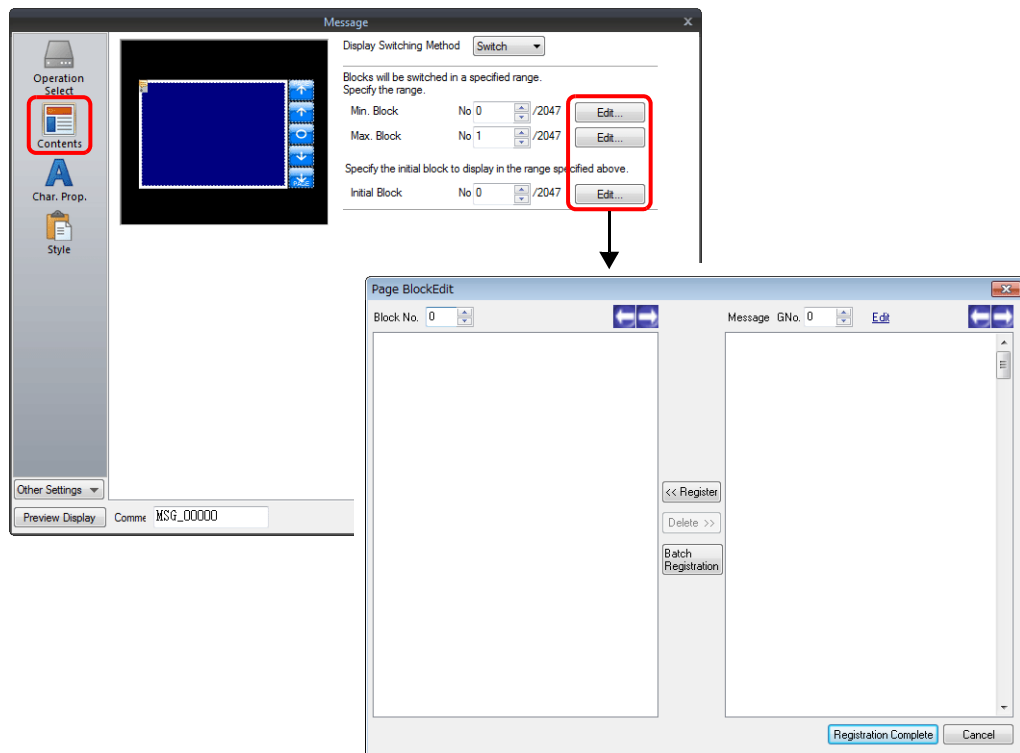 Message
x
Operation
Select
Contents
A
Char. Prop.
Style
Other Settings
Preview Display
Display Switching Method Switch
Blocks will be switched in a specified range.
Specify the range.
Min. Block No 0 /2047 Edit...
Max. Block No 1 /2047 Edit...
Specify the initial block to display in the range specified above.
Initial Block No 0 /2047 Edit...
PAGE
Comme MSG_00000
Page BlockEdit
Block No. 0
Message GNo. 0 Edit
<< Register
Delete >>
Batch
Registration
Registration Complete Cancel